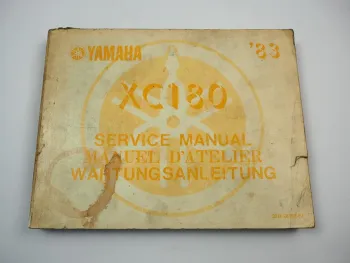 YAMAHA '83
XC180
SERVICE MANUAL
MANUEL D'ATELIER
WARTUNGSANLEITUNG